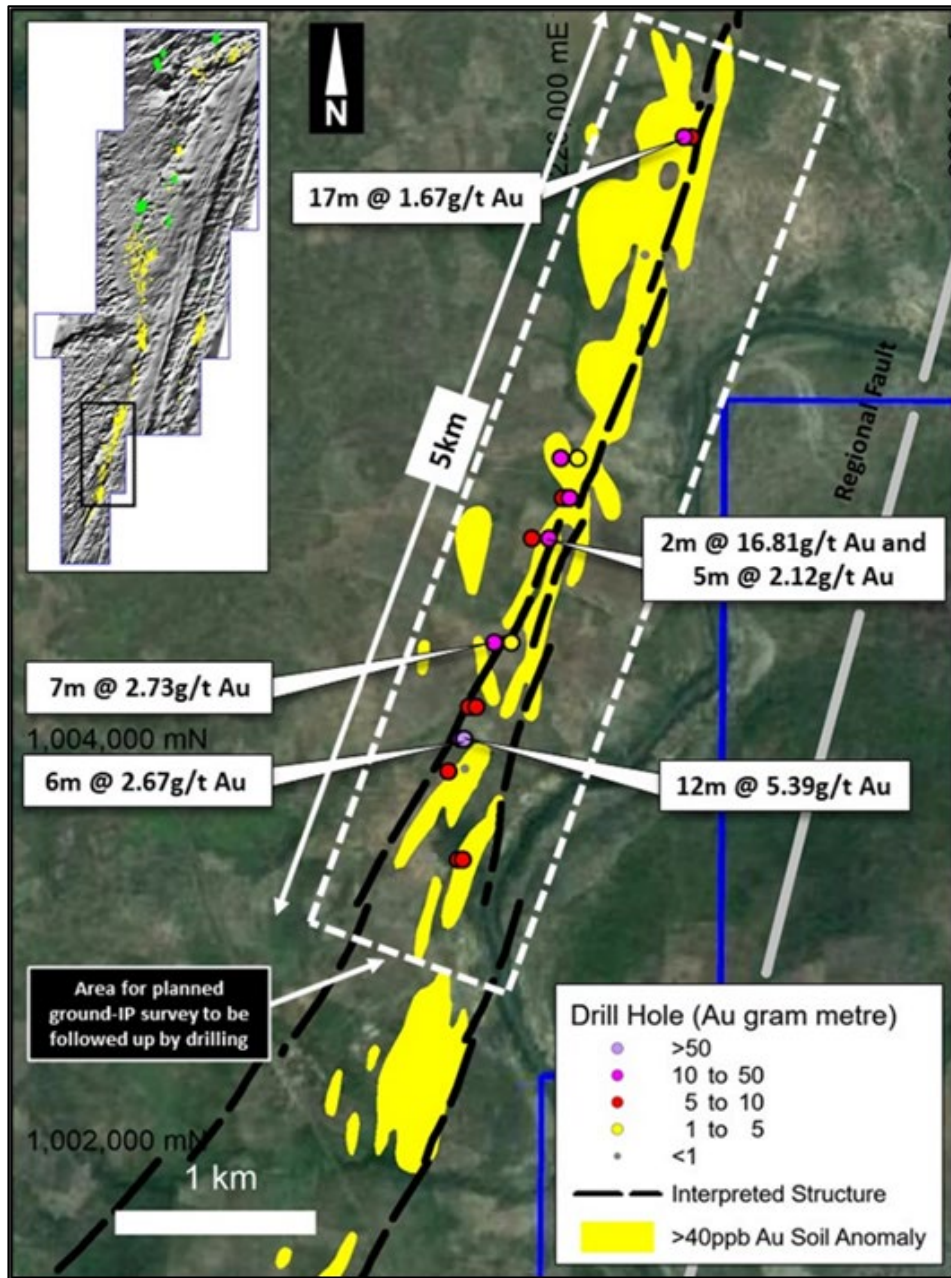 N
226,000 mE
17m @ 1.67g/t Au
5km
Regional Fault
2m @ 16.81g/t Au and
5m @ 2.12g/t Au
7m @ 2.73g/t Au
1,004,000 mN
6m @ 2.67g/t Au
12m @ 5.39g/t Au
Area for planned
ground-IP survey to be
followed up by drilling
1,002,000 mN
1 km
Drill Hole (Au gram metre)
>50
10 to 50
5 to 10
1 to 5
<1
Interpreted Structure
>40ppb Au Soil Anomaly